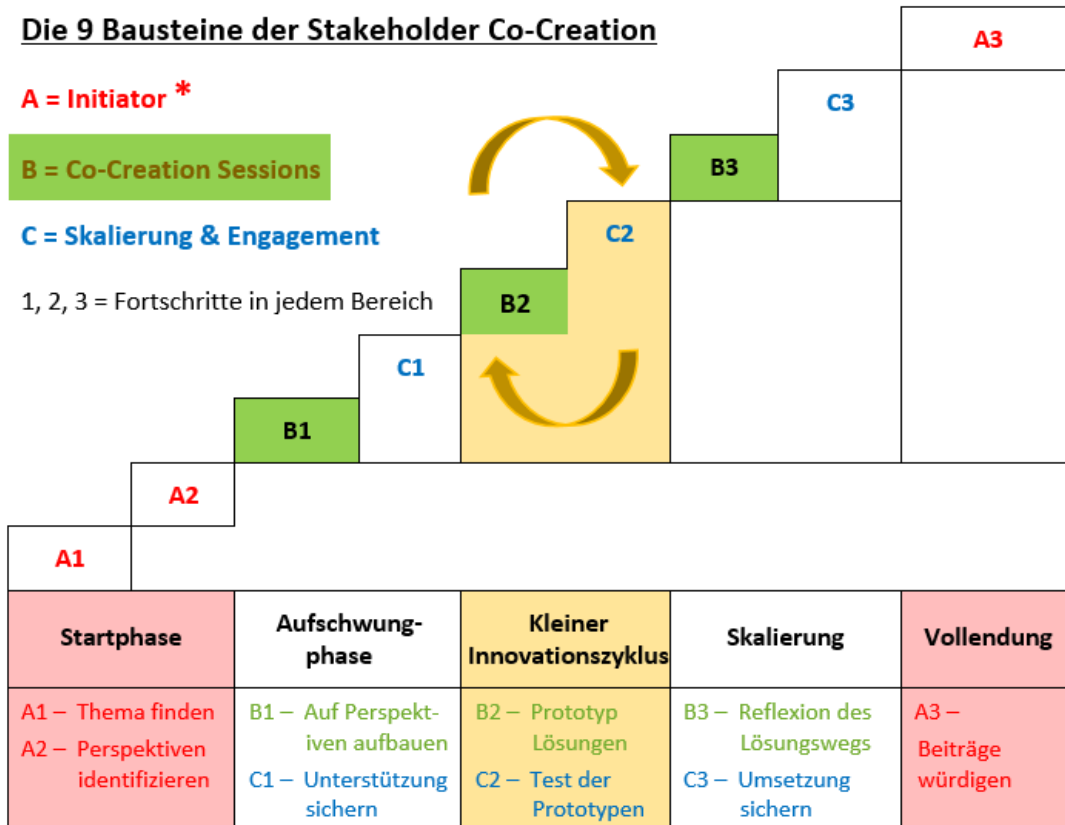 Die 9 Bausteine der Stakeholder Co-Creation
A = Initiator *
B = Co-Creation Sessions
C = Skalierung & Engagement
1, 2, 3 = Fortschritte in jedem Bereich
A3
C3
B3
C2
B2
C1
B1
A2
A1
Startphase
Aufschwung-
phase
Kleiner
Innovationszyklus
Skalierung
Vollendung
A1 – Thema finden
A2 – Perspektiven
identifizieren
B1 – Auf Perspekt-
iven aufbauen
C1 – Unterstützung
sichern
B2 – Prototyp
Lösungen
C2 – Test der
Prototypen
B3 – Reflexion des
Lösungswegs
C3 – Umsetzung
sichern
A3 –
Beiträge
würdigen